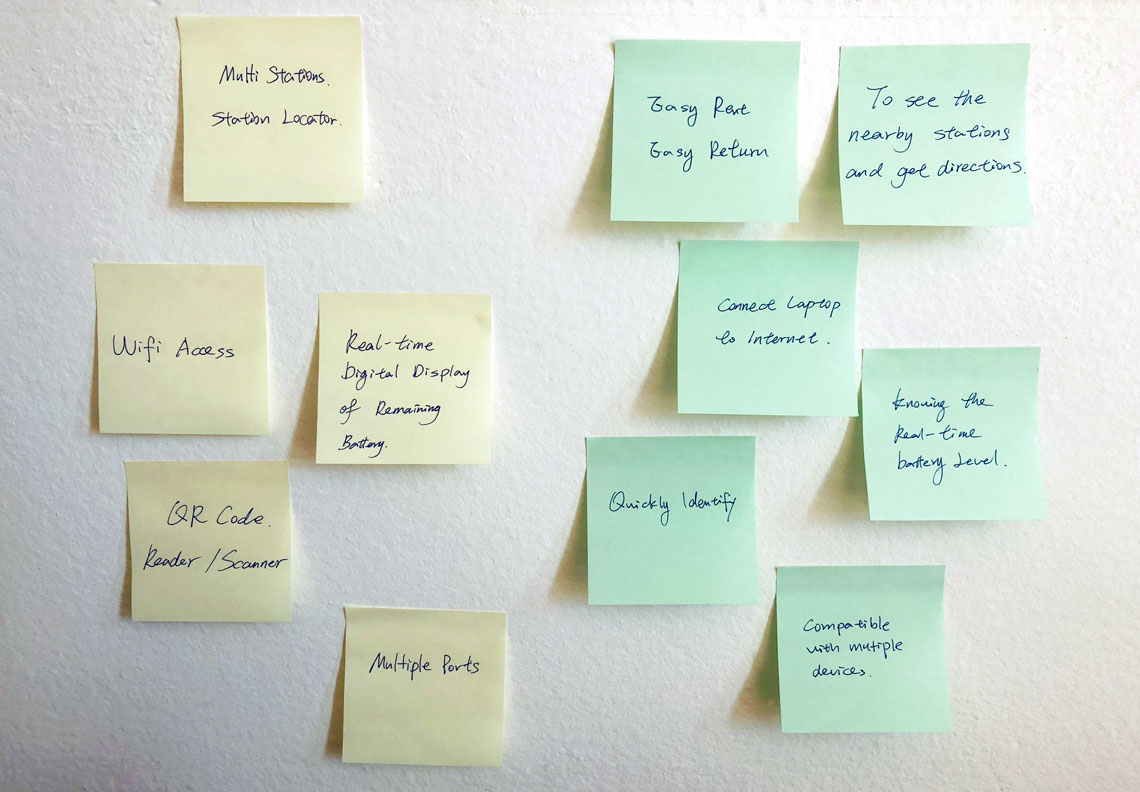 Multi Stations.
Station Locator.
Easy Rent
Easy Return
To see the
nearby stations
and get directions.
Wifi Access
Real-time
Digital Display
of Remaining
Battery.
Connect Laptop
to Internet.
Knowing the
Real-time
battery Level.
QR Code.
Reader/Scanner
Quickly Identify
Multiple Ports
Compatible
with mutiple
devices.